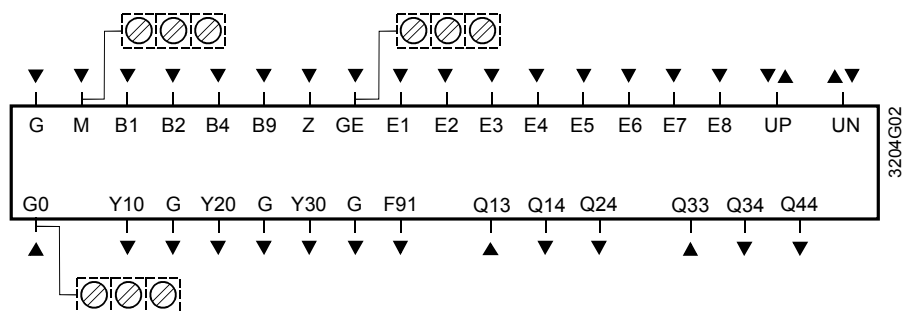 G M B1 B2 B4 B9 Z GE E1 E2 E3 E4 E5 E6 E7 E8 UP UN
G0 Y10 G Y20 G Y30 G F91 Q13 Q14 Q24 Q33 Q34 Q44
3204G02